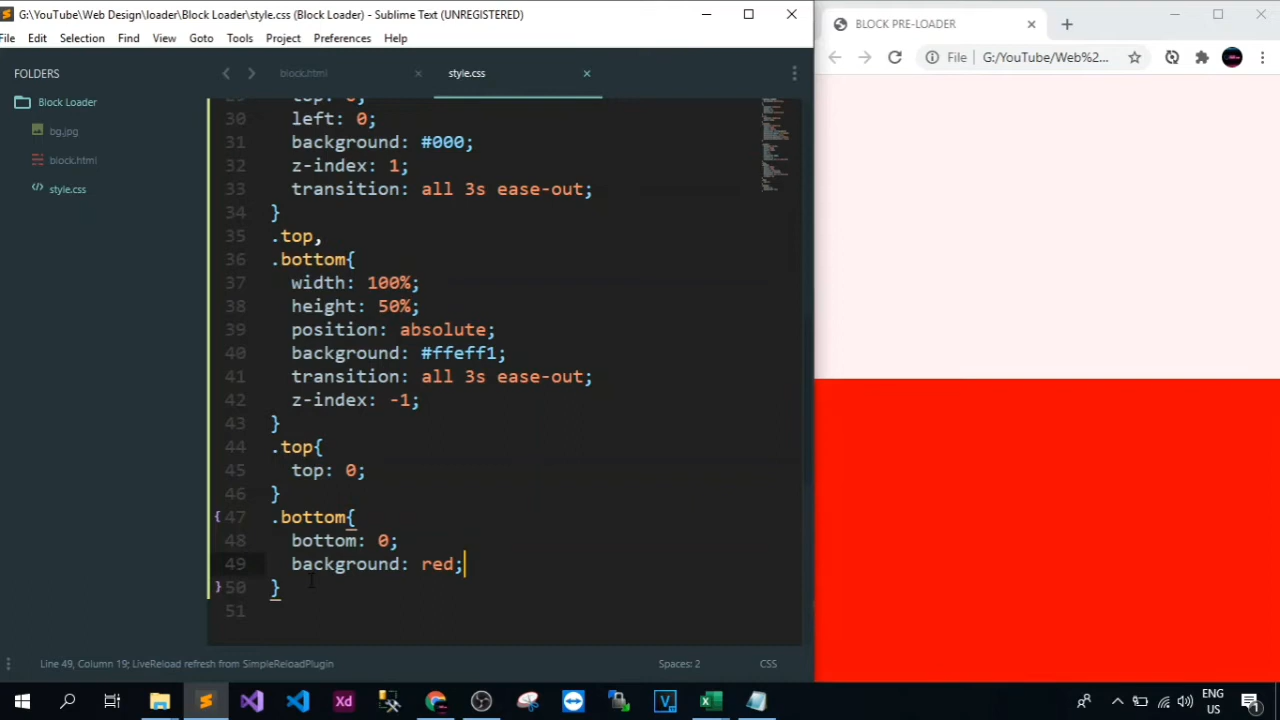 G:\YouTube\Web Design\loader\Block Loader\style.css (Block Loader) - Sublime Text (UNREGISTERED)
File Edit Selection Find View Goto Tools Project Preferences Help
FOLDERS
Block Loader
bg.jpg
block.html
style.css
block.html
style.css
30 left: 0;
31 background: #000;
32 z-index: 1;
33 transition: all 3s ease-out;
34 }
35 .top,
36 .bottom{
37 width: 100%;
38 height: 50%;
39 position: absolute;
40 background: #ffeff1;
41 transition: all 3s ease-out;
42 z-index: -1;
43 }
44 .top{
45 top: 0;
46 }
47 .bottom{
48 bottom: 0;
49 background: red;
50 }
51
Line 49, Column 19; LiveReload refresh from SimpleReloadPlugin
Spaces: 2
CSS
BLOCK PRE-LOADER
File G:/YouTube/Web%2...
Xd
ENG
US
1